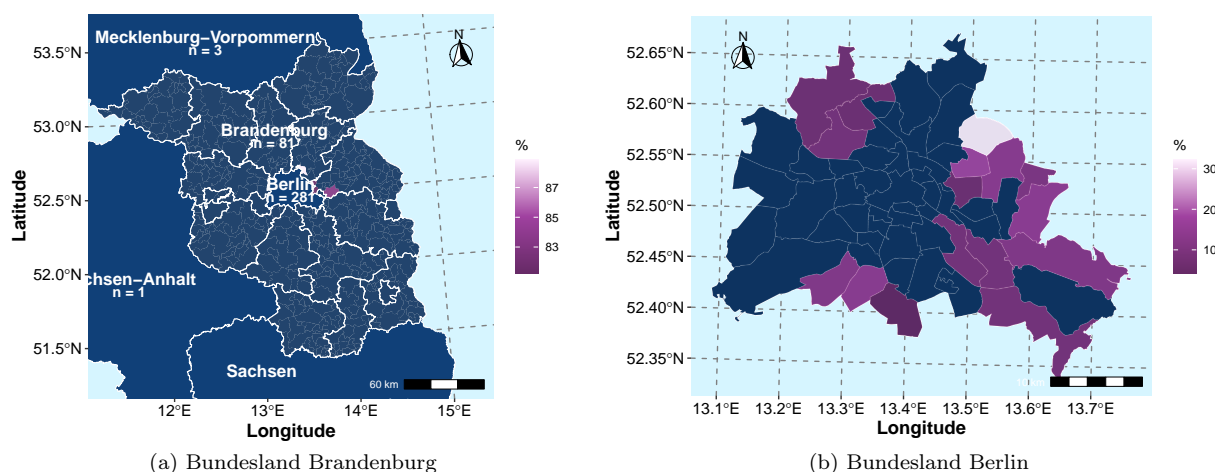 Mecklenburg−Vorpommern
n = 3
N
Brandenburg
n = 81
Berlin
n = 281
chsen−Anhalt
n = 1
Sachsen
60 km
53.5°N
53.0°N
52.5°N
52.0°N
51.5°N
Latitude
12°E 13°E 14°E 15°E
Longitude
%
87
85
83
(a) Bundesland Brandenburg
N
52.65°N
52.60°N
52.55°N
52.50°N
52.45°N
52.40°N
52.35°N
Latitude
13.1°E 13.2°E 13.3°E 13.4°E 13.5°E 13.6°E 13.7°E
Longitude
%
30
20
10
(b) Bundesland Berlin